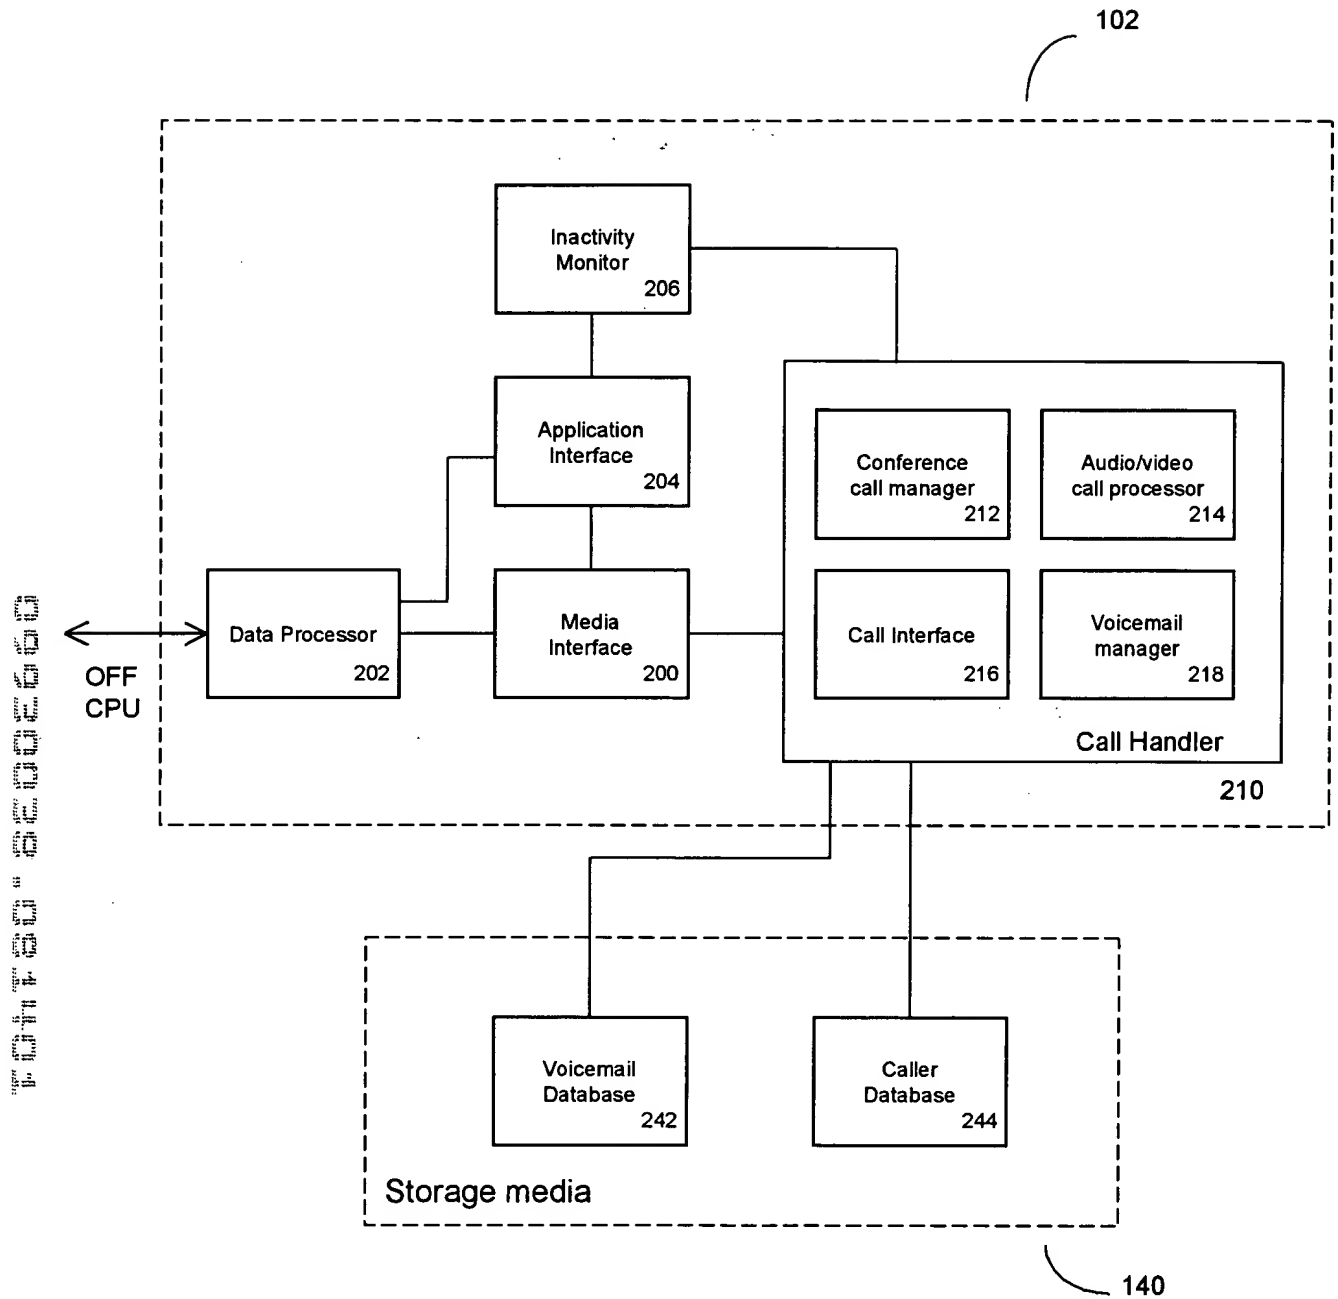 102
Inactivity
Monitor
206
Application
Interface
204
Conference
call manager
212
Audio/video
call processor
214
Data Processor
202
Media
Interface
200
Call Interface
216
Voicemail
manager
218
OFF
CPU
Call Handler
210
Voicemail
Database
242
Caller
Database
244
Storage media
140